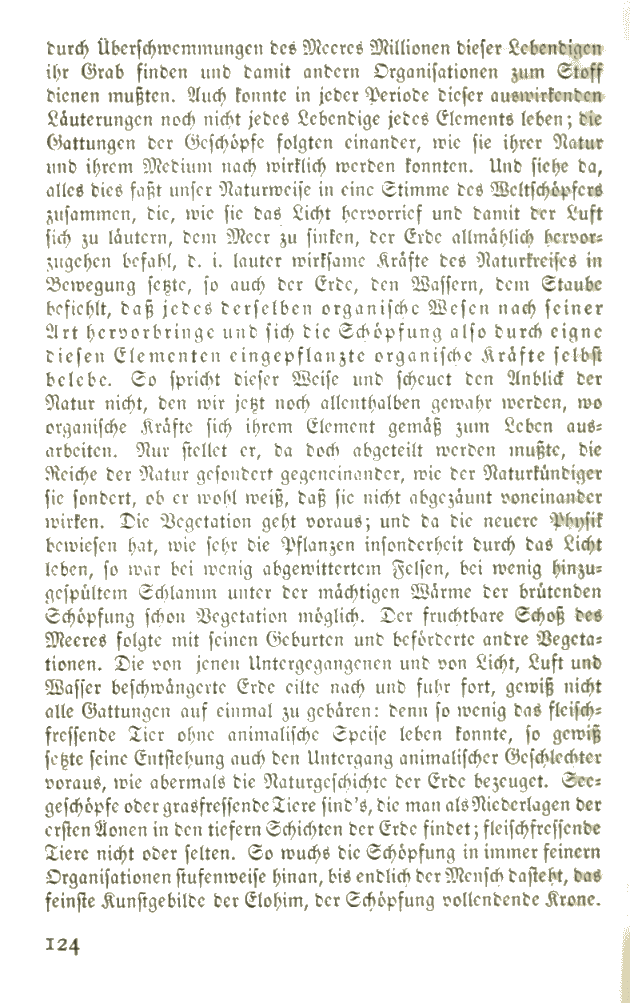 durch Überschwemmungen des Meeres Millionen dieser Lebendigen
ihr Grab finden und damit andern Organisationen zum Stoff
dienen mußten. Auch konnte in jeder Periode dieser auswirkenden
Läuterungen noch nicht jedes Lebendige jedes Elements leben; die
Gattungen der Geschöpfe folgten einander, wie sie ihrer Natur
und ihrem Medium nach wirklich werden konnten. Und siehe da,
alles dies faßt unser Naturweise in eine Stimme des Weltschöpfers
zusammen, die, wie sie das Licht hervorrief und damit der Luft
sich zu läutern, dem Meer zu sinken, der Erde allmählich hervor-
zugehen befahl, d. i. lauter wirksame Kräfte des Naturkreises in
Bewegung setzte, so auch der Erde, den Wassern, dem Staube
befiehlt, daß jedes derselben organische Wesen nach seiner
Art hervorbringe und sich die Schöpfung also durch eigne
diesen Elementen eingepflanzte organische Kräfte selbst
belebe. So spricht dieser Weise und scheuet den Anblick der
Natur nicht, den wir jetzt noch allenthalben gewahr werden, wo
organische Kräfte sich ihrem Element gemäß zum Leben aus-
arbeiten. Nur stellet er, da doch abgeteilt werden mußte, die
Reiche der Natur gesondert gegeneinander, wie der Naturkündiger
sie sondert, ob er wohl weiß, daß sie nicht abgezäunt voneinander
wirken. Die Vegetation geht voraus; und da die neuere Physik
bewiesen hat, wie sehr die Pflanzen insonderheit durch das Licht
leben, so war bei wenig abgewittertem Felsen, bei wenig hinzu-
gespültem Schlamm unter der mächtigen Wärme der brütenden
Schöpfung schon Vegetation möglich. Der fruchtbare Schoß des
Meeres folgte mit seinen Geburten und beförderte andre Vegeta-
tionen. Die von jenen Untergegangenen und von Licht, Luft und
Wasser beschwängerte Erde eilte nach und fuhr fort, gewiß nicht
alle Gattungen auf einmal zu gebären: denn so wenig das fleisch-
fressende Tier ohne animalische Speise leben konnte, so gewiß
setzte seine Entstehung auch den Untergang animalischer Geschlechter
voraus, wie abermals die Naturgeschichte der Erde bezeuget. See-
geschöpfe oder grasfressende Tiere sind's, die man als Niederlagen der
ersten Äonen in den tiefern Schichten der Erde findet; fleischfressende
Tiere nicht oder selten. So wuchs die Schöpfung in immer feinern
Organisationen stufenweise hinan, bis endlich der Mensch dasteht, das
feinste Kunstgebilde der Elohim, der Schöpfung vollendende Krone.
124